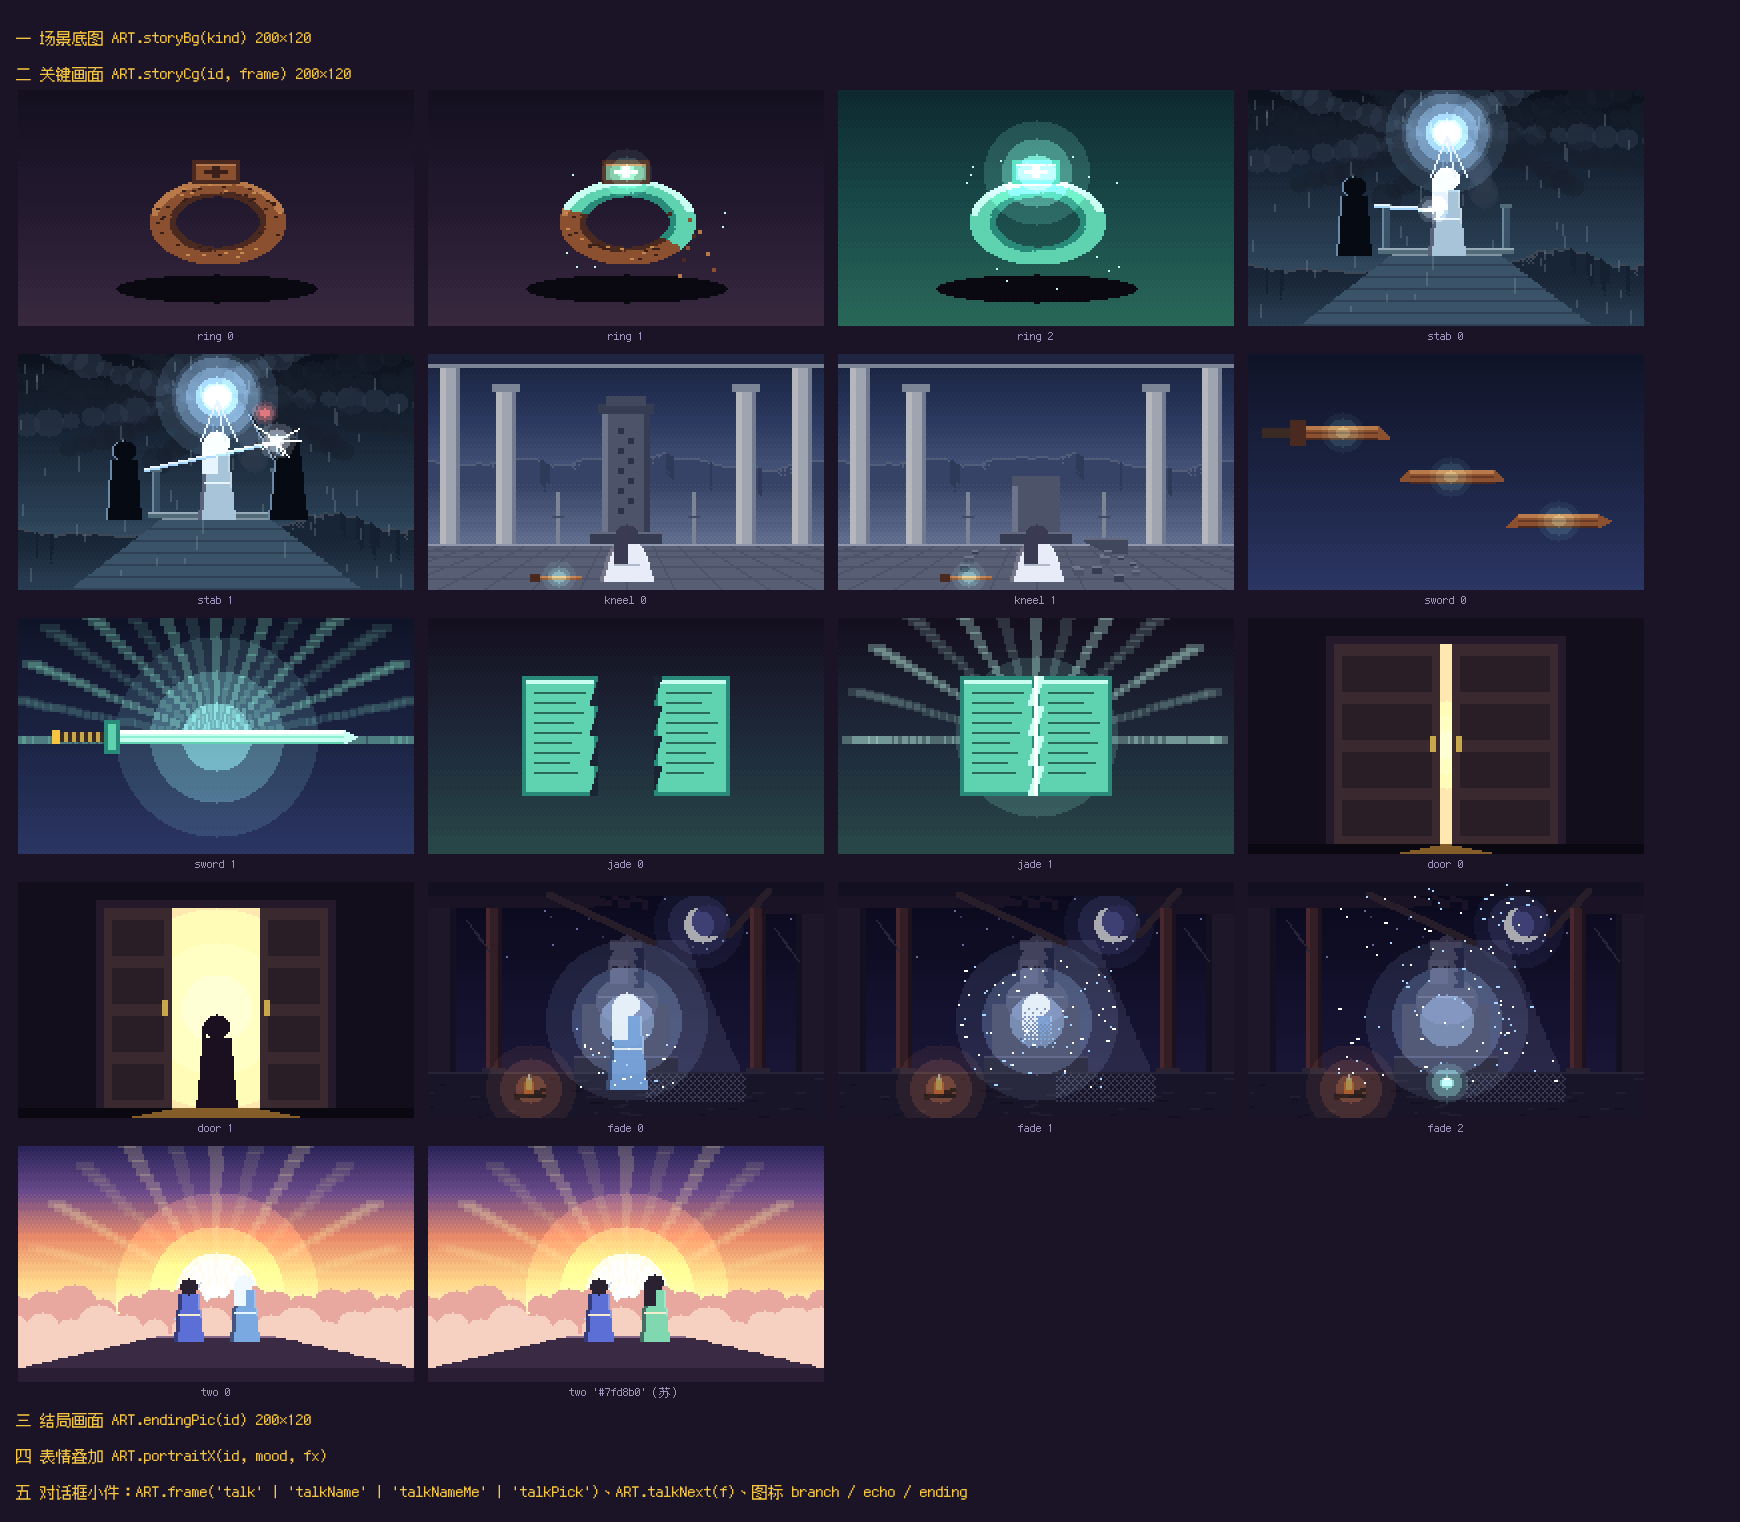 一 场景底图 ART.storyBg(kind) 200×120
二 关键画面 ART.storyCg(id, frame) 200×120
ring 0
ring 1
ring 2
stab 0
stab 1
kneel 0
kneel 1
sword 0
sword 1
jade 0
jade 1
door 0
door 1
fade 0
fade 1
fade 2
two 0
two '#7fd8b0' (苏)
三 结局画面 ART.endingPic(id) 200×120
四 表情叠加 ART.portraitX(id, mood, fx)
五 对话框小件：ART.frame('talk' | 'talkName' | 'talkNameMe' | 'talkPick')、ART.talkNext(f)、图标 branch / echo / ending